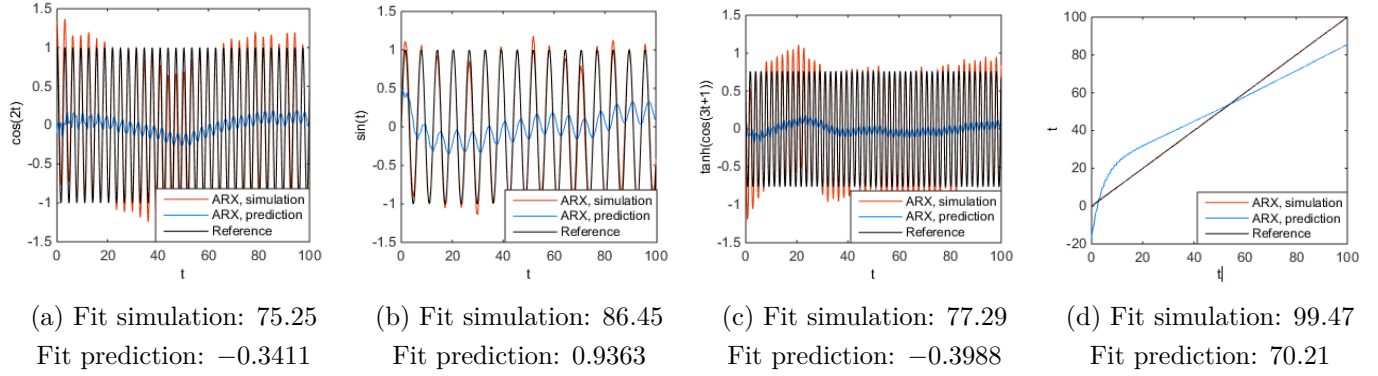 1.5
1
0.5
0
-0.5
-1
-1.5
cos(2t)
0 20 40 60 80 100
t
ARX, simulation
ARX, prediction
Reference
(a) Fit simulation: 75.25
Fit prediction: −0.3411
1.5
1
0.5
0
-0.5
-1
-1.5
sin(t)
0 20 40 60 80 100
t
ARX, simulation
ARX, prediction
Reference
(b) Fit simulation: 86.45
Fit prediction: 0.9363
1.5
1
0.5
0
-0.5
-1
-1.5
tanh(cos(3t+1))
0 20 40 60 80 100
t
ARX, simulation
ARX, prediction
Reference
(c) Fit simulation: 77.29
Fit prediction: −0.3988
100
80
60
40
20
0
-20
t
0 20 40 60 80 100
t
ARX, simulation
ARX, prediction
Reference
(d) Fit simulation: 99.47
Fit prediction: 70.21